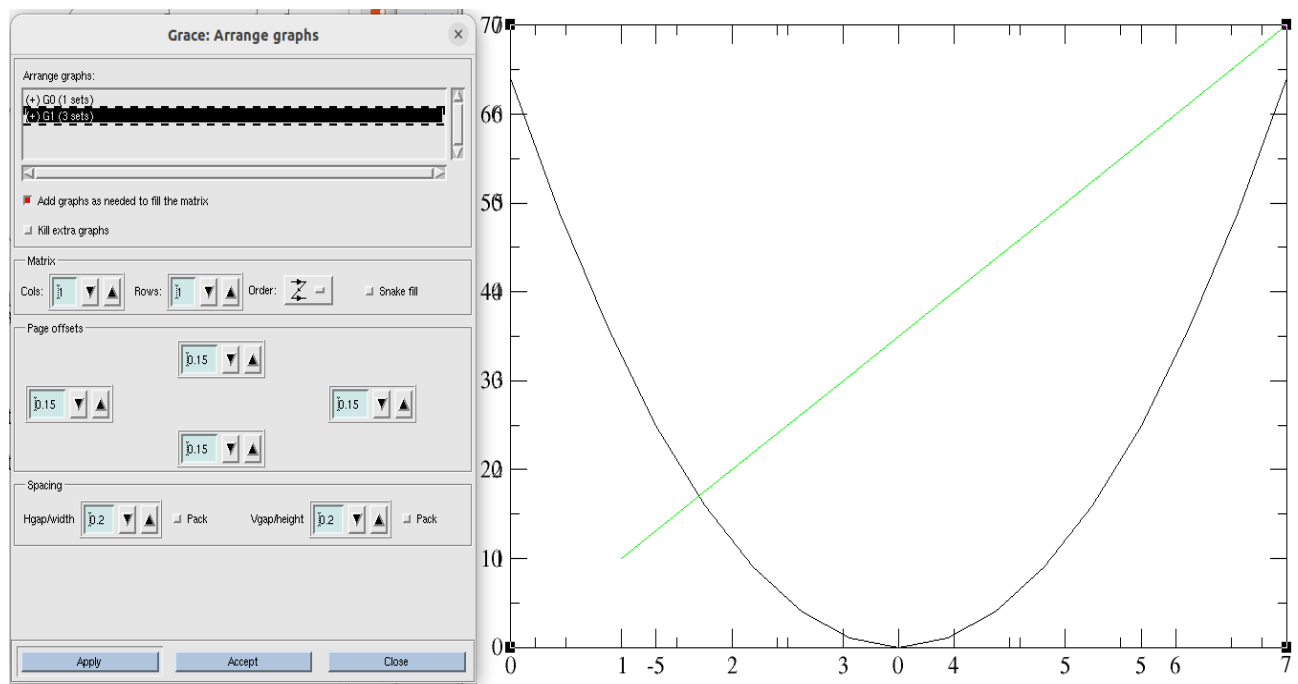 Grace: Arrange graphs
Arrange graphs:
(+) G0 (1 sets)
(+) G1 (3 sets)
Add graphs as needed to fill the matrix
Kill extra graphs
Matrix
Cols: 1 Rows: 1 Order: Snake fill
Page offsets
0.15
0.15 0.15
0.15
Spacing
Hgap/width 0.2 Pack Vgap/height 0.2 Pack
Apply Accept Close
70
40
20
10
0
0 1 -5 2 3 0 4 5 5 6 7